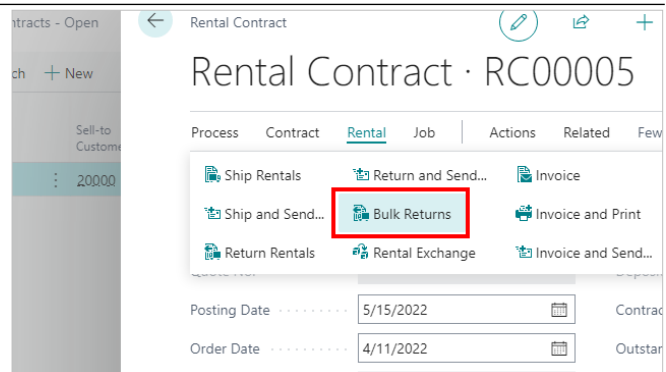 ntracts - Open
Rental Contract
ch + New
Rental Contract · RC00005
Sell-to
Custome
Process Contract Rental Job Actions Related Few
20000
Ship Rentals Return and Send... Invoice
Ship and Send... Bulk Returns Invoice and Print
Return Rentals Rental Exchange Invoice and Send...
Posting Date 5/15/2022 Contrac
Order Date 4/11/2022 Outstar